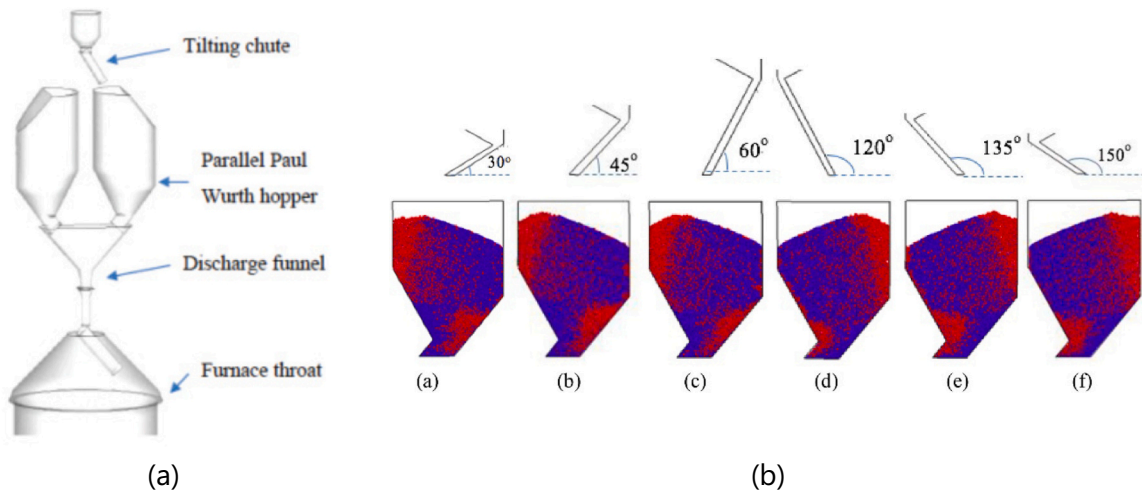 Tilting chute
Parallel Paul
Wurth hopper
Discharge funnel
Furnace throat
(a)
30°
45°
60°
120°
135°
150°
(a)
(b)
(c)
(d)
(e)
(f)
(b)